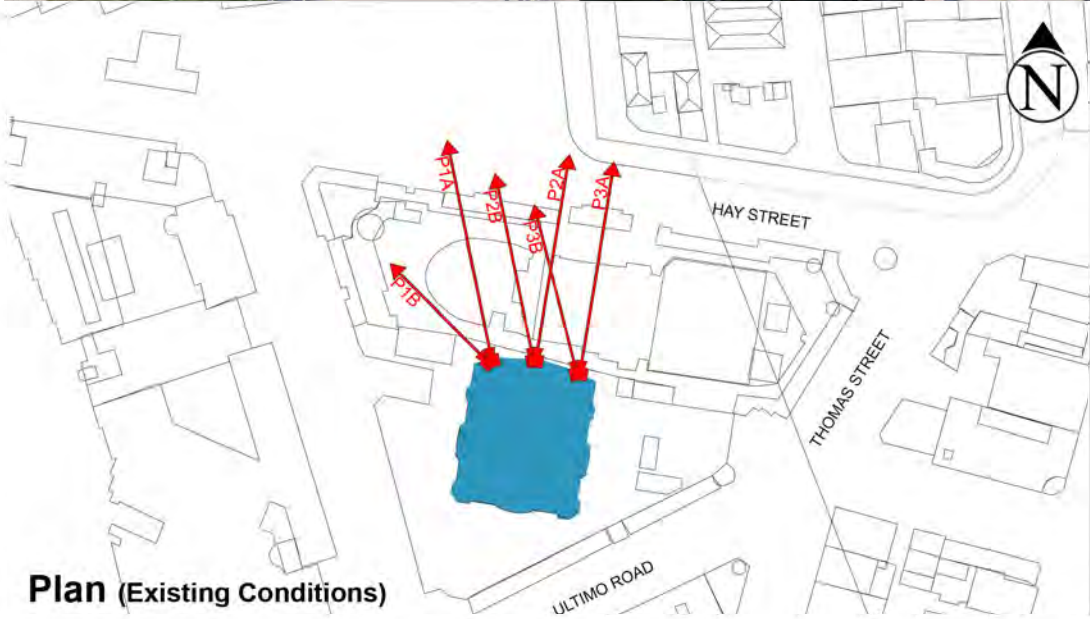 N
P1A
P2B
P2A
P3A
P3B
P1B
HAY STREET
THOMAS STREET
ULTIMO ROAD
Plan (Existing Conditions)